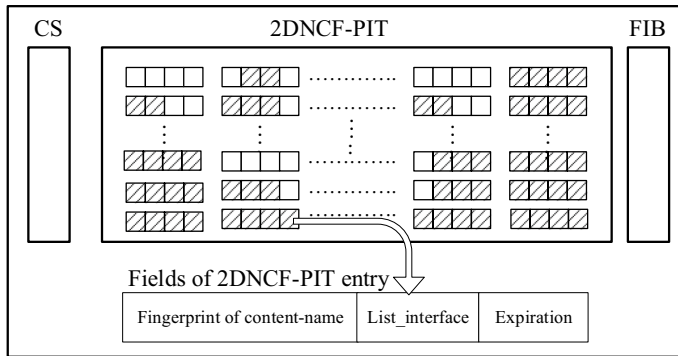 CS 2DNCF-PIT FIB
Fields of 2DNCF-PIT entry
Fingerprint of content-name List_interface Expiration